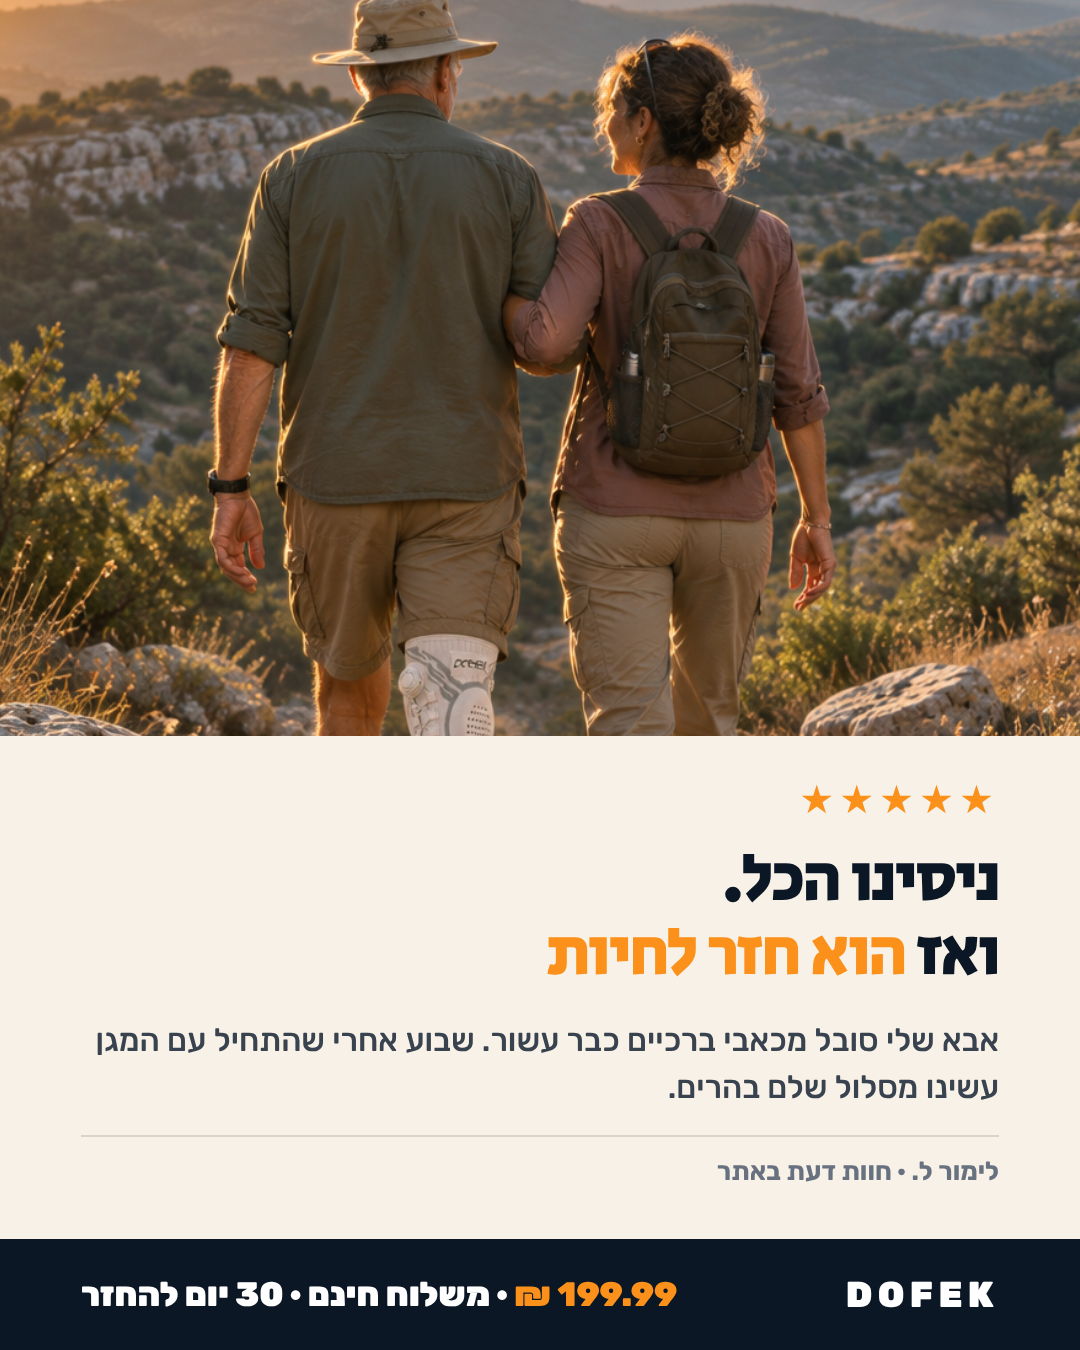 ★★★★★
ניסינו הכל.
ואז הוא חזר לחיות
אבא שלי סובל מכאבי ברכיים כבר עשור. שבוע אחרי שהתחיל עם המגן
עשינו מסלול שלם בהרים.
לימור ל. • חוות דעת באתר
DOFEK
199.99 ₪ • משלוח חינם • 30 יום להחזר